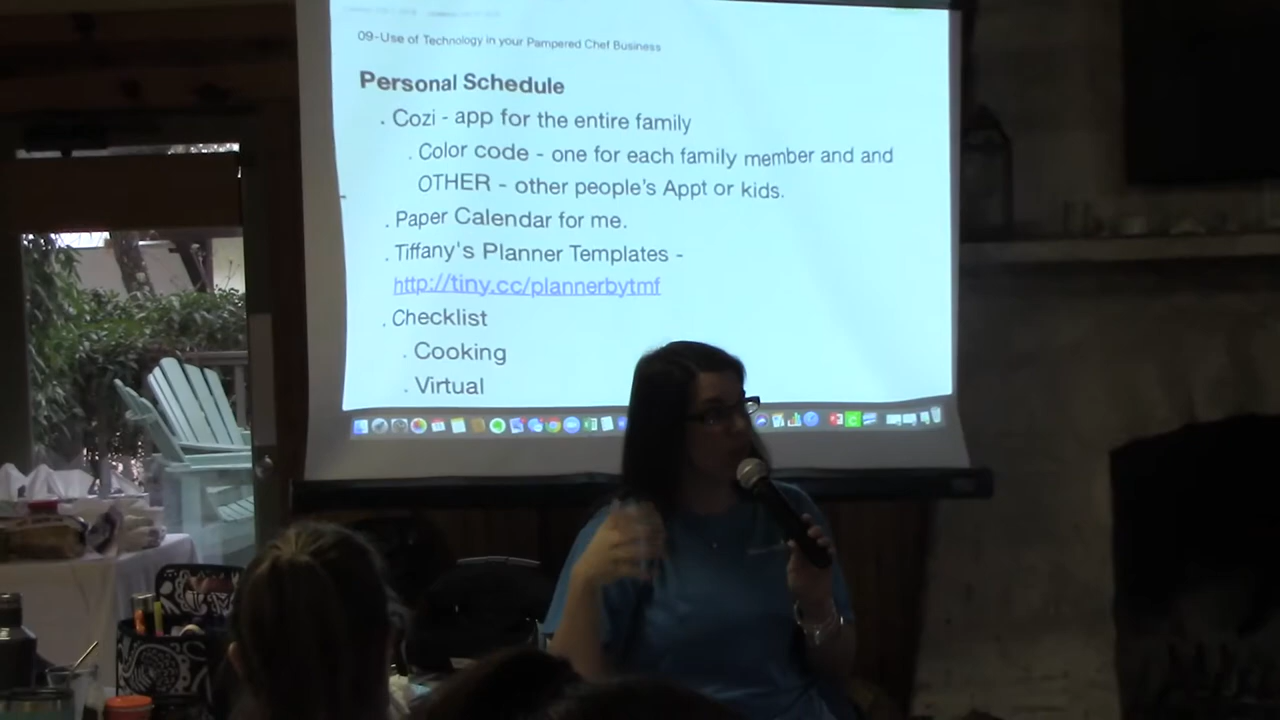 09-Use of Technology in your Pampered Chef Business
Personal Schedule
. Cozi - app for the entire family
. Color code - one for each family member and and
OTHER - other people's Appt or kids.
. Paper Calendar for me.
. Tiffany's Planner Templates -
http://tiny.cc/plannerbytmf
. Checklist
. Cooking
. Virtual